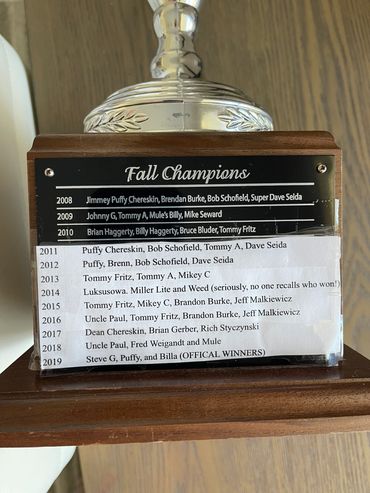 Fall Champions
2008 Jimmey Puffy Chereskin, Brendan Burke, Bob Schofield, Super Dave Seida
2009 Johnny G, Tommy A, Mule's Billy, Mike Seward
2010 Brian Haggerty, Billy Haggerty, Bruce Bluder, Tommy Fritz
2011 Puffy Chereskin, Bob Schofield, Tommy A, Dave Seida
2012 Puffy, Brenn, Bob Schofield, Dave Seida
2013 Tommy Fritz, Tommy A, Mikey C
2014 Luksusowa. Miller Lite and Weed (seriously, no one recalls who won!)
2015 Tommy Fritz, Mikey C, Brandon Burke, Jeff Malkiewicz
2016 Uncle Paul, Tommy Fritz, Brandon Burke, Jeff Malkiewicz
2017 Dean Chereskin, Brian Gerber, Rich Styczynski
2018 Uncle Paul, Fred Weigandt and Mule
2019 Steve G, Puffy, and Billa (OFFICAL WINNERS)